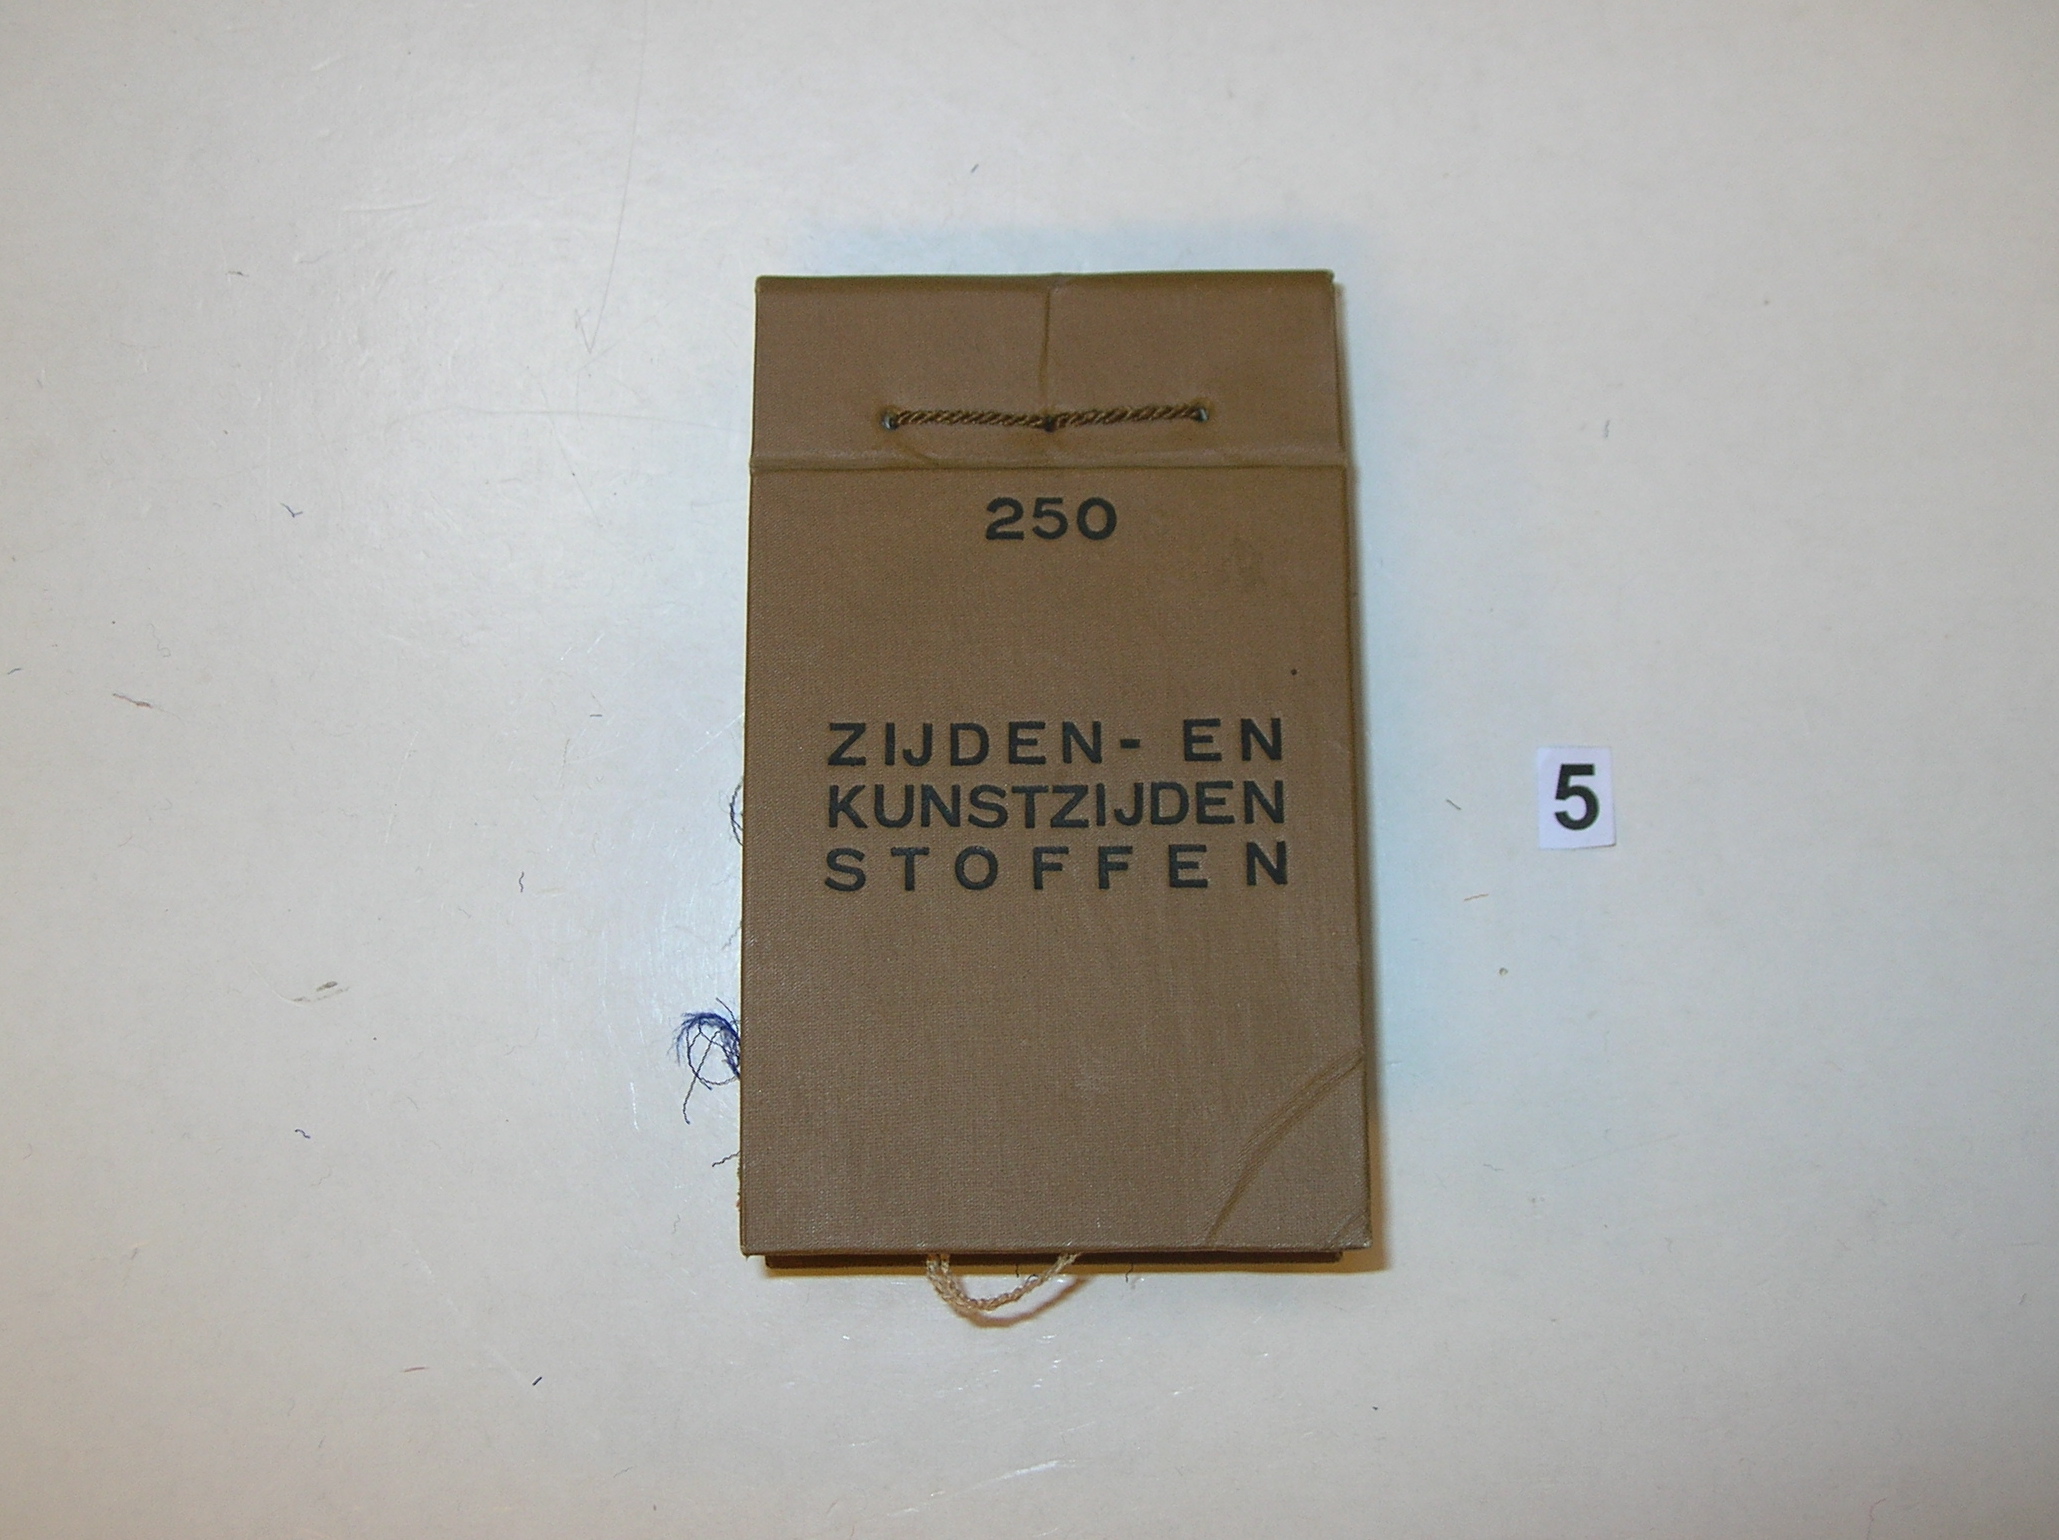 250
ZIJDEN- EN
KUNSTZIJDEN
STOFFEN
5